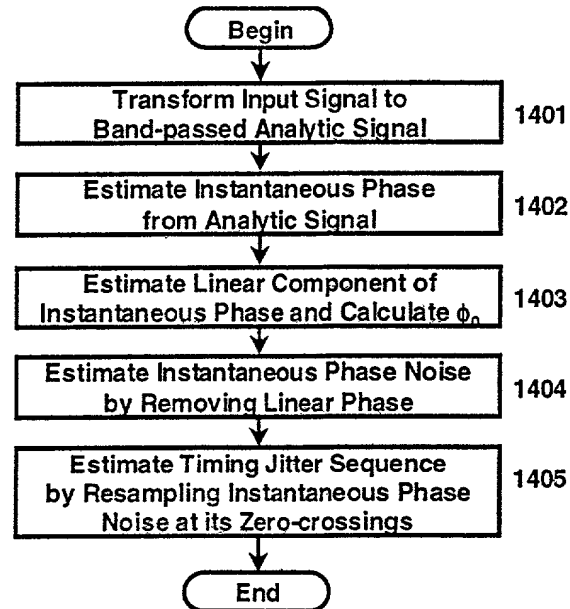 Begin
Transform Input Signal to
Band-passed Analytic Signal
1401
Estimate Instantaneous Phase
from Analytic Signal
1402
Estimate Linear Component of
Instantaneous Phase and Calculate ϕ₀
1403
Estimate Instantaneous Phase Noise
by Removing Linear Phase
1404
Estimate Timing Jitter Sequence
by Resampling Instantaneous Phase
Noise at its Zero-crossings
1405
End